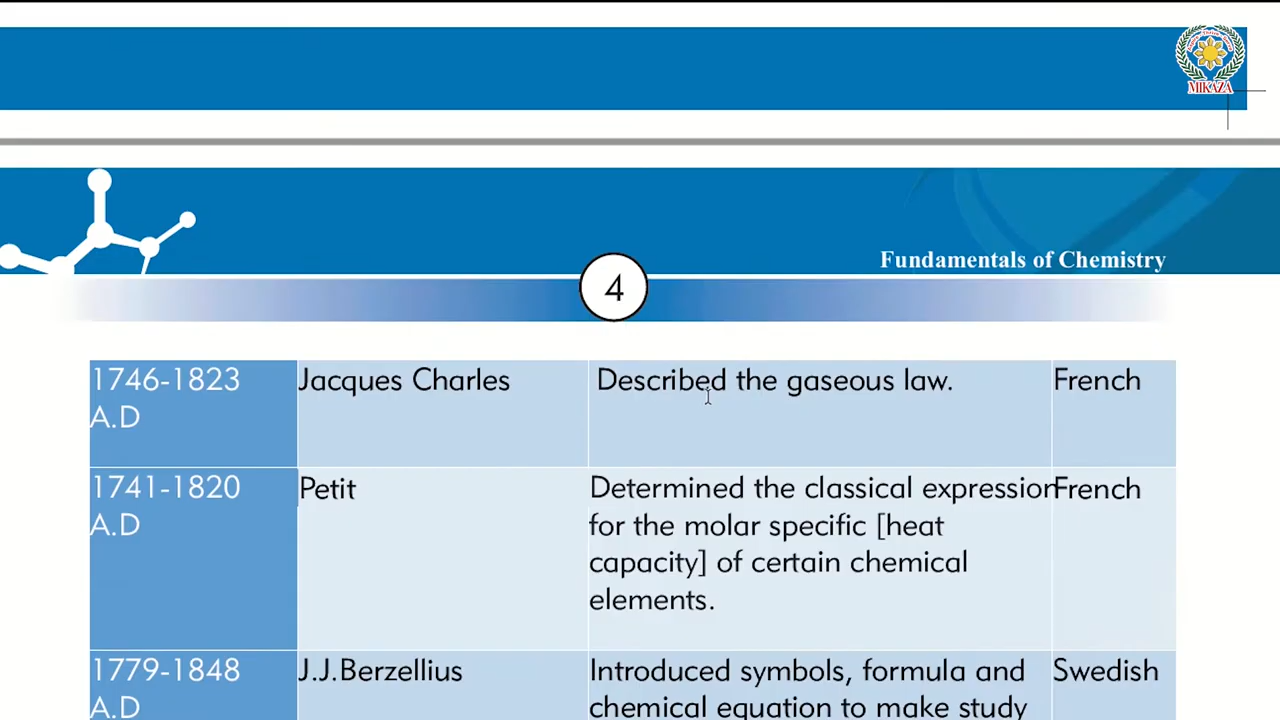 MIKAZA
Fundamentals of Chemistry
4
1746-1823
A.D
Jacques Charles
Described the gaseous law.
French
1741-1820
A.D
Petit
Determined the classical expression
for the molar specific [heat
capacity] of certain chemical
elements.
French
1779-1848
A.D
J.J.Berzellius
Introduced symbols, formula and
chemical equation to make study
Swedish